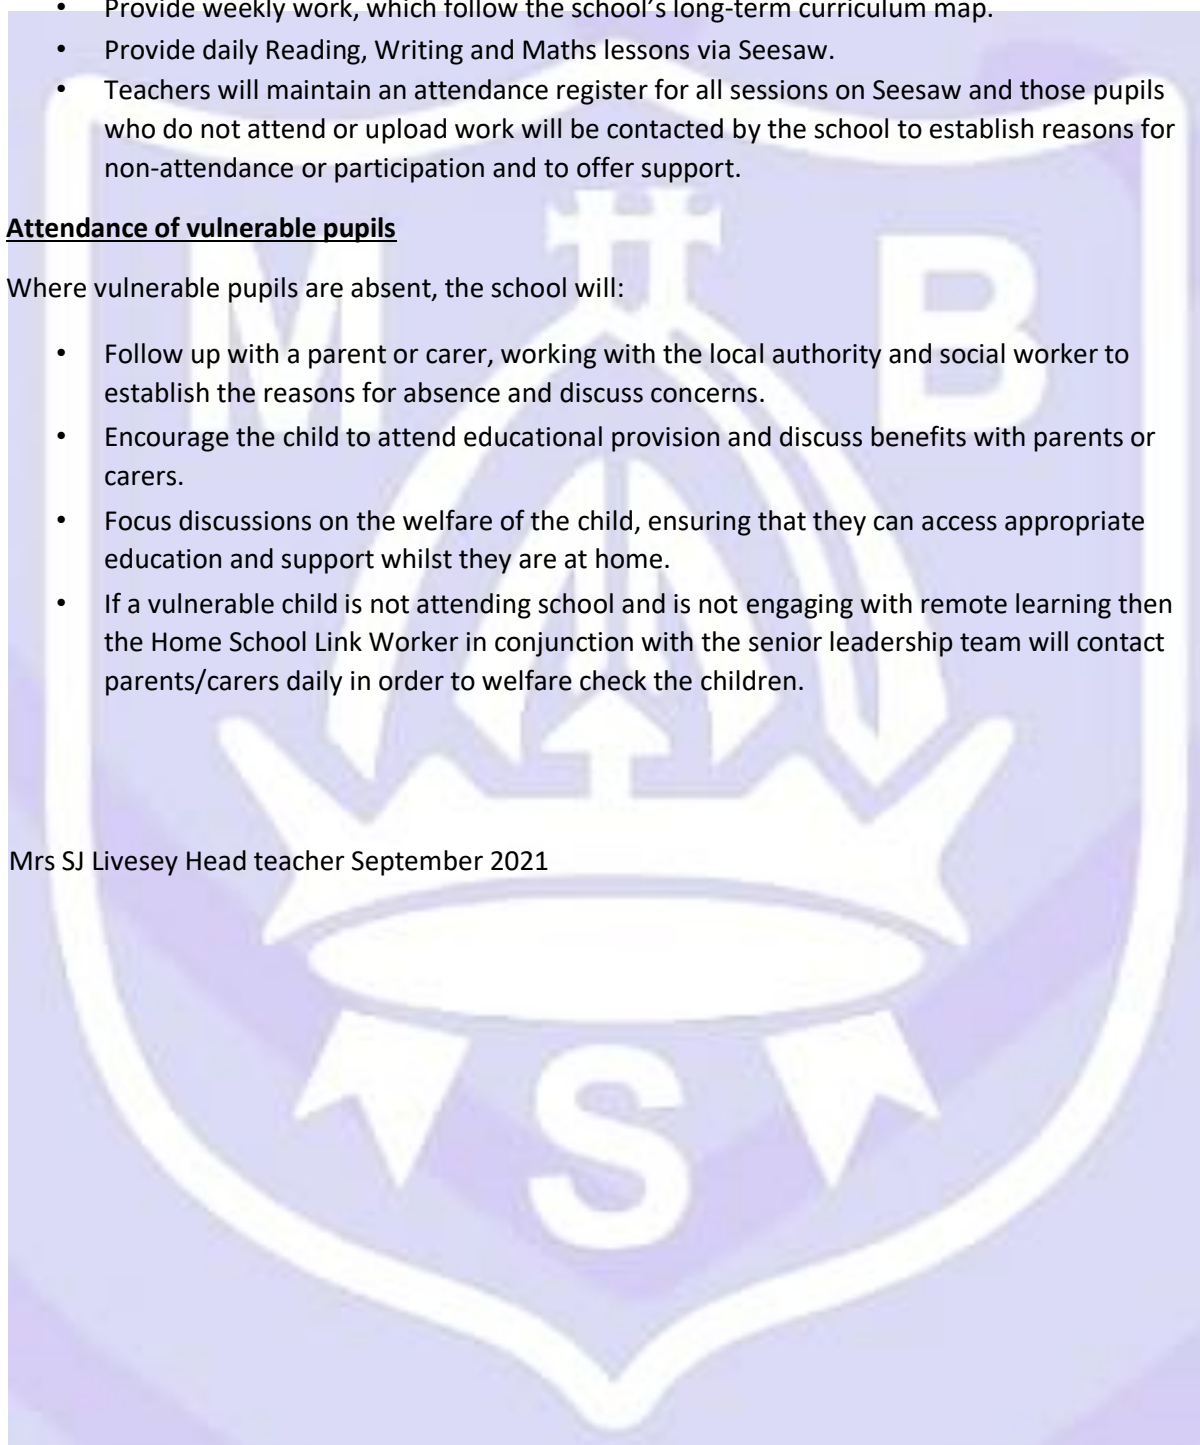 • Provide weekly work, which follow the school's long-term curriculum map.
• Provide daily Reading, Writing and Maths lessons via Seesaw.
• Teachers will maintain an attendance register for all sessions on Seesaw and those pupils
who do not attend or upload work will be contacted by the school to establish reasons for
non-attendance or participation and to offer support.
Attendance of vulnerable pupils
Where vulnerable pupils are absent, the school will:
• Follow up with a parent or carer, working with the local authority and social worker to
establish the reasons for absence and discuss concerns.
• Encourage the child to attend educational provision and discuss benefits with parents or
carers.
• Focus discussions on the welfare of the child, ensuring that they can access appropriate
education and support whilst they are at home.
• If a vulnerable child is not attending school and is not engaging with remote learning then
the Home School Link Worker in conjunction with the senior leadership team will contact
parents/carers daily in order to welfare check the children.
Mrs SJ Livesey Head teacher September 2021
M B
S